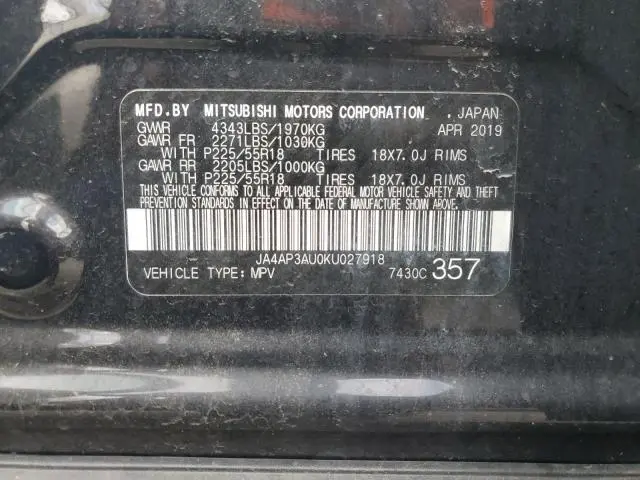 MFD.BY MITSUBISHI MOTORS CORPORATION , JAPAN
GVWR 4343LBS/1970KG APR 2019
GAWR FR 2271LBS/1030KG
WITH P225/55R18 TIRES 18X7.0J RIMS
GAWR RR 2205LBS/1000KG
WITH P225/55R18 TIRES 18X7.0J RIMS
THIS VEHICLE CONFORMS TO ALL APPLICABLE FEDERAL MOTOR VEHICLE SAFETY AND THEFT
PREVENTION STANDARDS IN EFFECT ON THE DATE OF MANUFACTURE SHOWN ABOVE.
JA4AP3AU0KU027918
VEHICLE TYPE:MPV 7430C 357